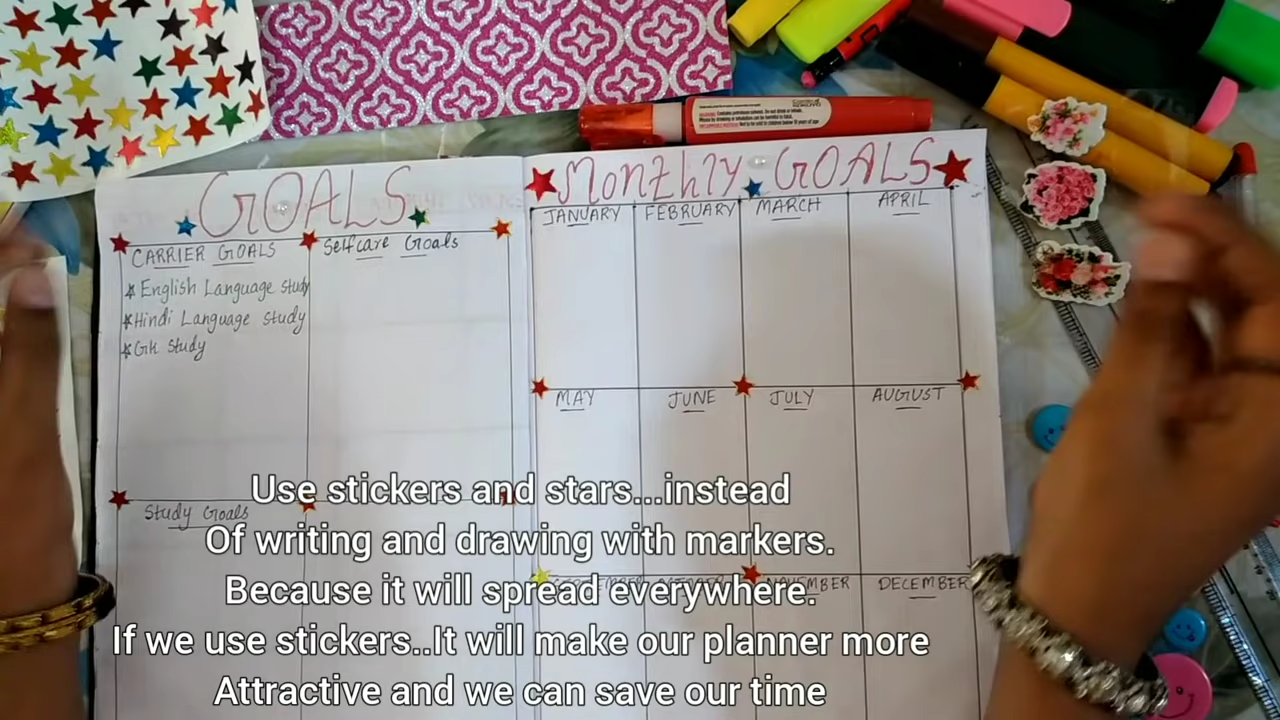 GOALS
CARRIER GOALS
Selfcare Goals
* English Language study
* Hindi Language study
* GK study
Study Goals
Monthly GOALS
JANUARY
FEBRUARY
MARCH
APRIL
MAY
JUNE
JULY
AUGUST
SEPTEMBER
OCTOBER
NOVEMBER
DECEMBER
Use stickers and stars...instead
Of writing and drawing with markers.
Because it will spread everywhere.
If we use stickers..It will make our planner more
Attractive and we can save our time